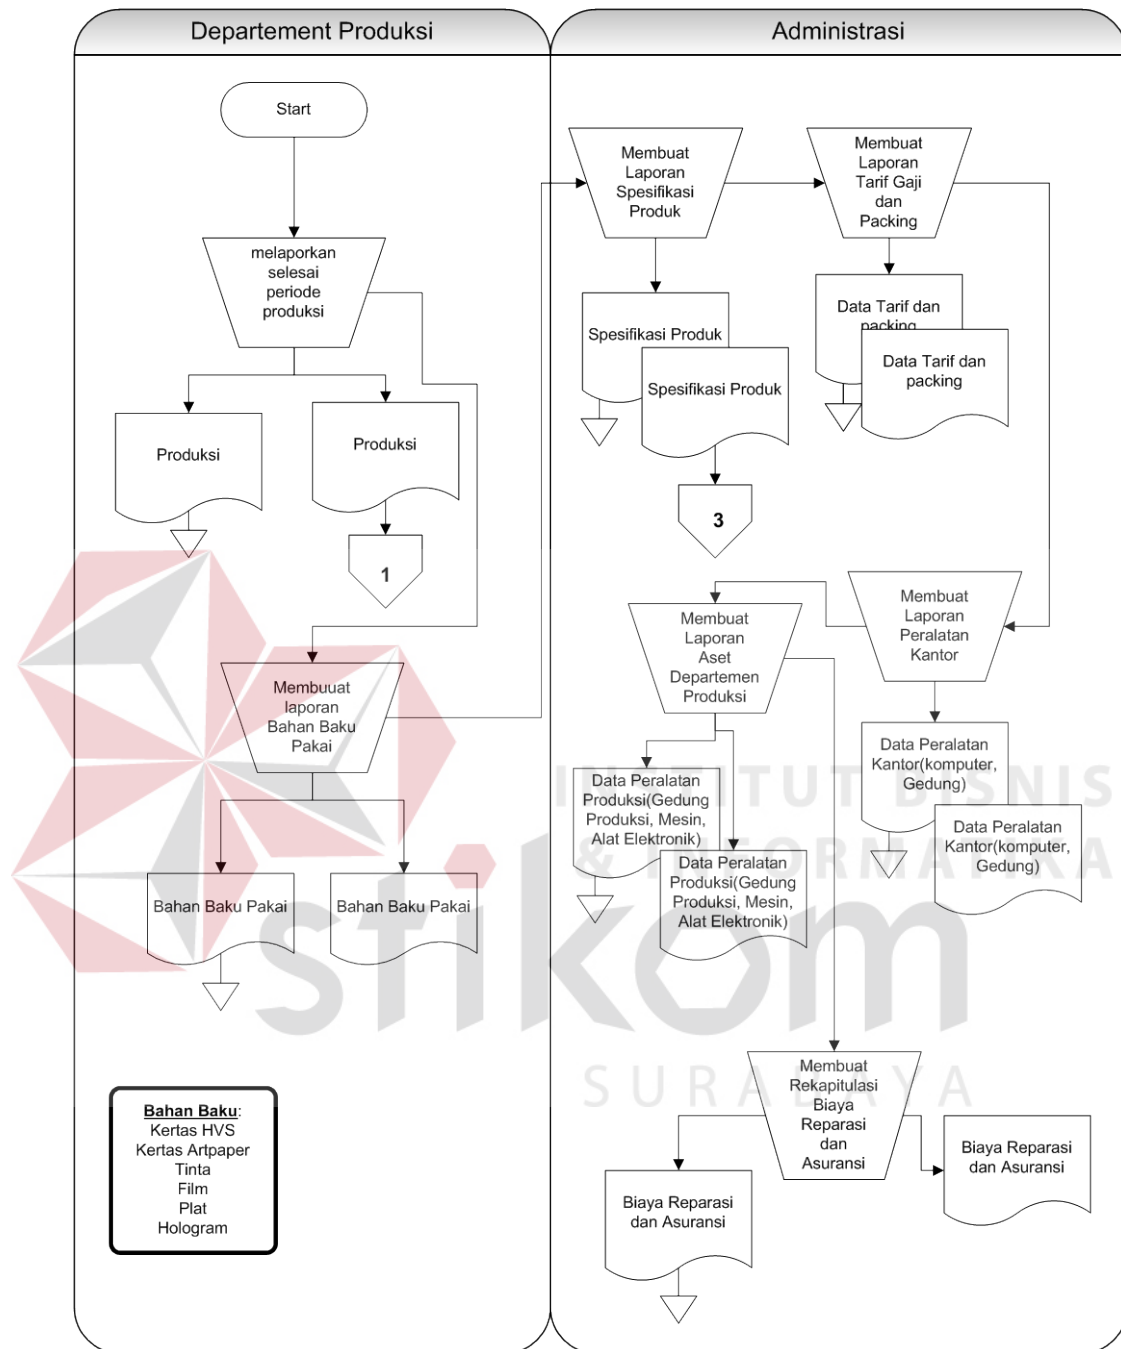 Departement Produksi
Administrasi
Start
melaporkan
selesai
periode
produksi
Produksi
Produksi
1
Membuuat
laporan
Bahan Baku
Pakai
Bahan Baku Pakai
Bahan Baku Pakai
Bahan Baku:
Kertas HVS
Kertas Artpaper
Tinta
Film
Plat
Hologram
Membuat
Laporan
Spesifikasi
Produk
Membuat
Laporan
Tarif Gaji
dan
Packing
Spesifikasi Produk
Spesifikasi Produk
3
Data Tarif dan
packing
Data Tarif dan
packing
Membuat
Laporan
Peralatan
Kantor
Membuat
Laporan
Aset
Departemen
Produksi
Data Peralatan
Kantor(komputer,
Gedung)
Data Peralatan
Kantor(komputer,
Gedung)
Data Peralatan
Produksi(Gedung
Produksi, Mesin,
Alat Elektronik)
Data Peralatan
Produksi(Gedung
Produksi, Mesin,
Alat Elektronik)
Membuat
Rekapitulasi
Biaya
Reparasi
dan
Asuransi
Biaya Reparasi
dan Asuransi
Biaya Reparasi
dan Asuransi
INSTITUT BISNIS
& INFORMATIKA
stikom
SURABAYA